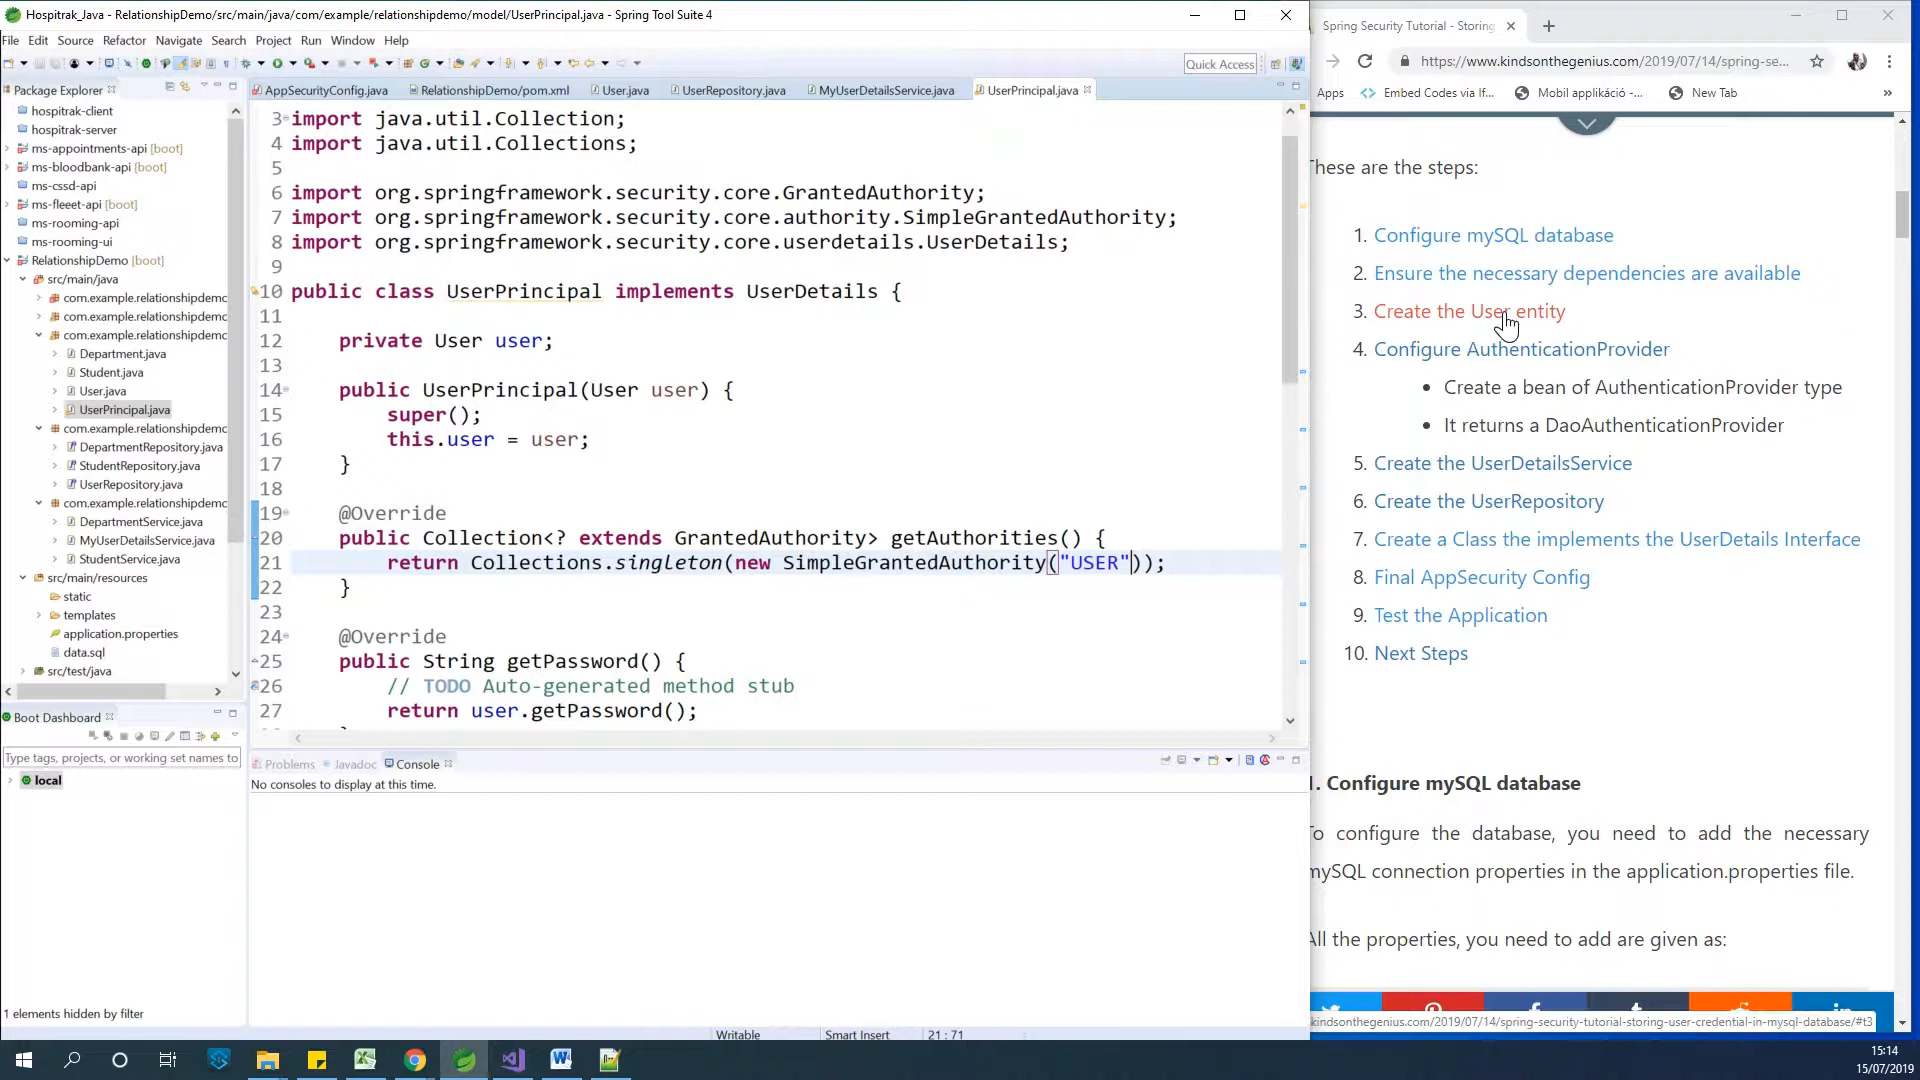 Hospitrak_Java - RelationshipDemo/src/main/java/com/example/relationshipdemo/model/UserPrincipal.java - Spring Tool Suite 4
File Edit Source Refactor Navigate Search Project Run Window Help
Quick Access
Package Explorer
hospitrak-client
hospitrak-server
ms-appointments-api [boot]
ms-bloodbank-api [boot]
ms-cssd-api
ms-fleeet-api [boot]
ms-rooming-api
ms-rooming-ui
RelationshipDemo [boot]
src/main/java
com.example.relationshipdemc
com.example.relationshipdemc
com.example.relationshipdemc
Department.java
Student.java
User.java
UserPrincipal.java
com.example.relationshipdemc
DepartmentRepository.java
StudentRepository.java
UserRepository.java
com.example.relationshipdemc
DepartmentService.java
MyUserDetailsService.java
StudentService.java
src/main/resources
static
templates
application.properties
data.sql
src/test/java
Boot Dashboard
Type tags, projects, or working set names to
local
1 elements hidden by filter
AppSecurityConfig.java RelationshipDemo/pom.xml User.java UserRepository.java MyUserDetailsService.java UserPrincipal.java
3 import java.util.Collection;
4 import java.util.Collections;
5
6 import org.springframework.security.core.GrantedAuthority;
7 import org.springframework.security.core.authority.SimpleGrantedAuthority;
8 import org.springframework.security.core.userdetails.UserDetails;
9
10 public class UserPrincipal implements UserDetails {
11
12 private User user;
13
14 public UserPrincipal(User user) {
15 super();
16 this.user = user;
17 }
18
19 @Override
20 public Collection<? extends GrantedAuthority> getAuthorities() {
21 return Collections.singleton(new SimpleGrantedAuthority("USER"));
22 }
23
24 @Override
25 public String getPassword() {
26 // TODO Auto-generated method stub
27 return user.getPassword();
Problems Javadoc Console
No consoles to display at this time.
Writable Smart Insert 21 : 71
Spring Security Tutorial - Storing
https://www.kindsonthegenius.com/2019/07/14/spring-se...
Apps Embed Codes via If... Mobil applikáció -... New Tab »
These are the steps:
1. Configure mySQL database
2. Ensure the necessary dependencies are available
3. Create the User entity
4. Configure AuthenticationProvider
• Create a bean of AuthenticationProvider type
• It returns a DaoAuthenticationProvider
5. Create the UserDetailsService
6. Create the UserRepository
7. Create a Class the implements the UserDetails Interface
8. Final AppSecurity Config
9. Test the Application
10. Next Steps
1. Configure mySQL database
To configure the database, you need to add the necessary
mySQL connection properties in the application.properties file.
All the properties, you need to add are given as:
kindsonthegenius.com/2019/07/14/spring-security-tutorial-storing-user-credential-in-mysql-database/#t3
15:14
15/07/2019